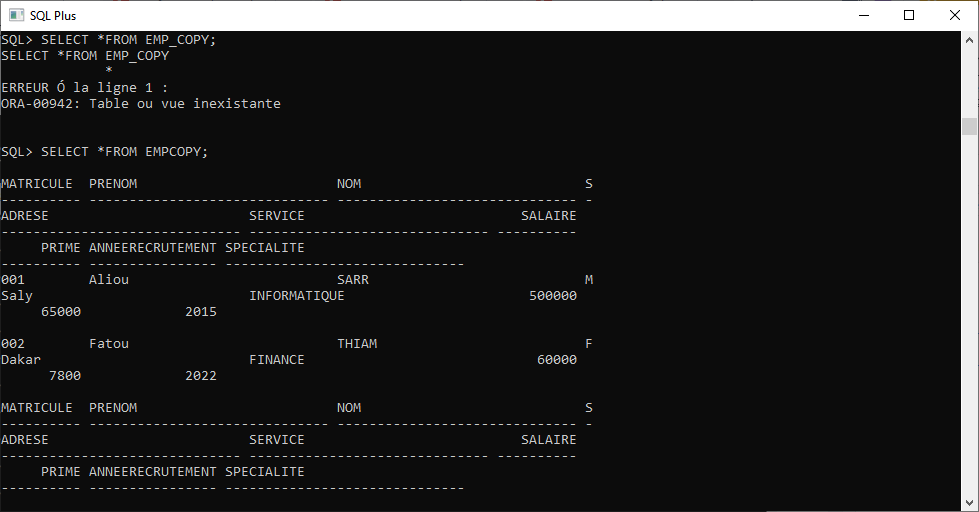 SQL Plus
SQL> SELECT *FROM EMP_COPY;
SELECT *FROM EMP_COPY
*
ERREUR Ó la ligne 1 :
ORA-00942: Table ou vue inexistante
SQL> SELECT *FROM EMPCOPY;
MATRICULE  PRENOM                         NOM                            S
---------- ------------------------------ ------------------------------ -
ADRESE                         SERVICE                           SALAIRE
------------------------------ ------------------------------ ----------
     PRIME ANNEERECRUTEMENT SPECIALITE
---------- ---------------- ------------------------------
001        Aliou                          SARR                           M
Saly                           INFORMATIQUE                       500000
     65000             2015
002        Fatou                          THIAM                          F
Dakar                          FINANCE                             60000
      7800             2022
MATRICULE  PRENOM                         NOM                            S
---------- ------------------------------ ------------------------------ -
ADRESE                         SERVICE                           SALAIRE
------------------------------ ------------------------------ ----------
     PRIME ANNEERECRUTEMENT SPECIALITE
---------- ---------------- ------------------------------